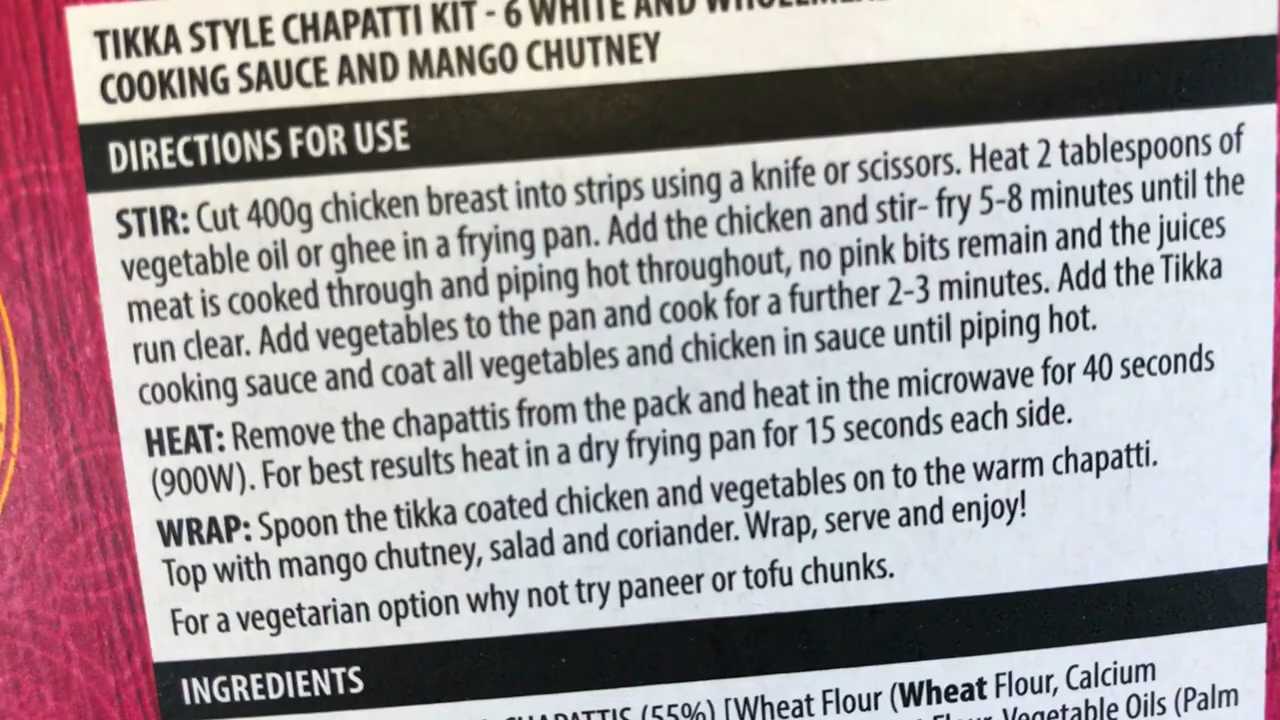 TIKKA STYLE CHAPATTI KIT - 6 WHITE AND
COOKING SAUCE AND MANGO CHUTNEY
DIRECTIONS FOR USE
STIR: Cut 400g chicken breast into strips using a knife or scissors. Heat 2 tablespoons of
vegetable oil or ghee in a frying pan. Add the chicken and stir- fry 5-8 minutes until the
meat is cooked through and piping hot throughout, no pink bits remain and the juices
run clear. Add vegetables to the pan and cook for a further 2-3 minutes. Add the Tikka
cooking sauce and coat all vegetables and chicken in sauce until piping hot.
HEAT: Remove the chapattis from the pack and heat in the microwave for 40 seconds
(900W). For best results heat in a dry frying pan for 15 seconds each side.
WRAP: Spoon the tikka coated chicken and vegetables on to the warm chapatti.
Top with mango chutney, salad and coriander. Wrap, serve and enjoy!
For a vegetarian option why not try paneer or tofu chunks.
INGREDIENTS
CHAPATTIS (55%) [Wheat Flour (Wheat Flour, Calcium
Vegetable Oils (Palm